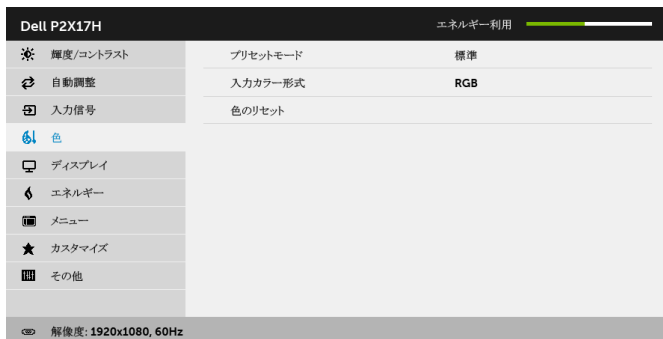 Dell P2X17H エネルギー利用
輝度/コントラスト プリセットモード 標準
自動調整 入力カラー形式 RGB
入力信号 色のリセット
色
ディスプレイ
エネルギー
メニュー
カスタマイズ
その他
解像度: 1920x1080, 60Hz